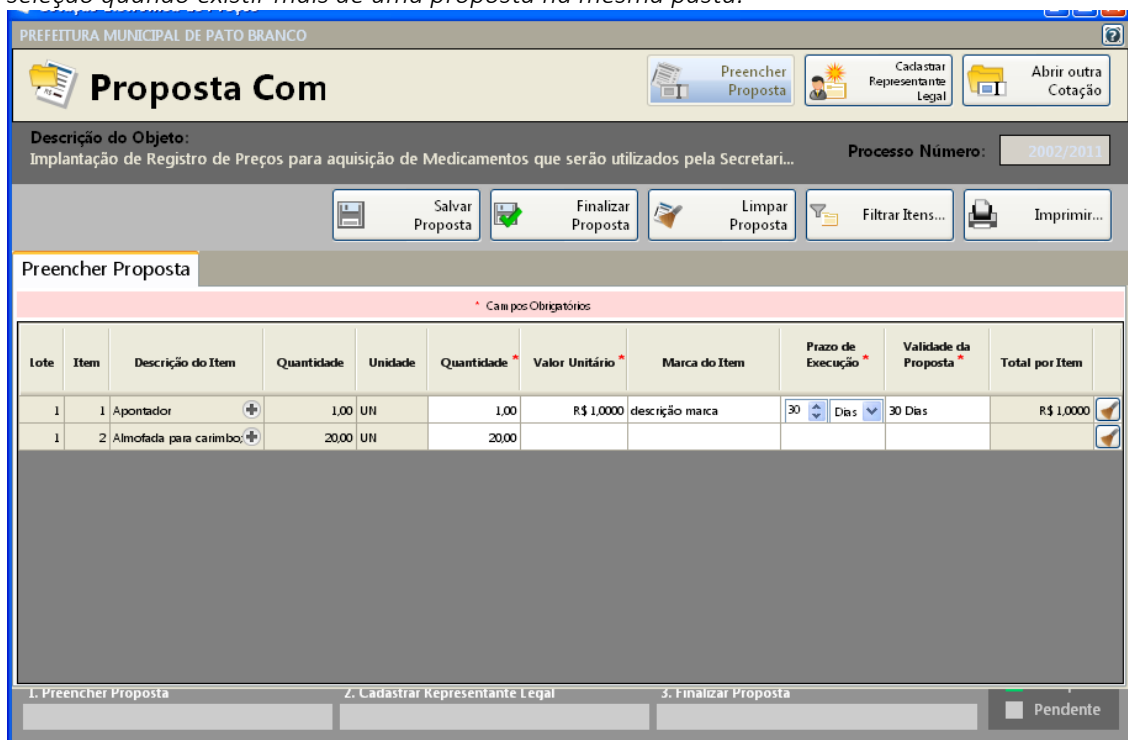 seleção quando existir mais de uma proposta na mesma pasta.
PREFEITURA MUNICIPAL DE PATO BRANCO
Proposta Com
Preencher Proposta
Cadastrar Representante Legal
Abrir outra Cotação
Descrição do Objeto:
Implantação de Registro de Preços para aquisição de Medicamentos que serão utilizados pela Secretari...
Processo Número: 2002/2011
Salvar Proposta
Finalizar Proposta
Limpar Proposta
Filtrar Itens...
Imprimir...
Preencher Proposta
* Campos Obrigatórios
Lote Item Descrição do Item Quantidade Unidade Quantidade * Valor Unitário * Marca do Item Prazo de Execução * Validade da Proposta * Total por Item
1 1 Apontador 1,00 UN 1,00 R$ 1,0000 descrição marca 30 Dias 30 Dias R$ 1,0000
1 2 Almofada para carimbo; 20,00 UN 20,00
1. Preencher Proposta 2. Cadastrar Representante Legal 3. Finalizar Proposta
Pendente